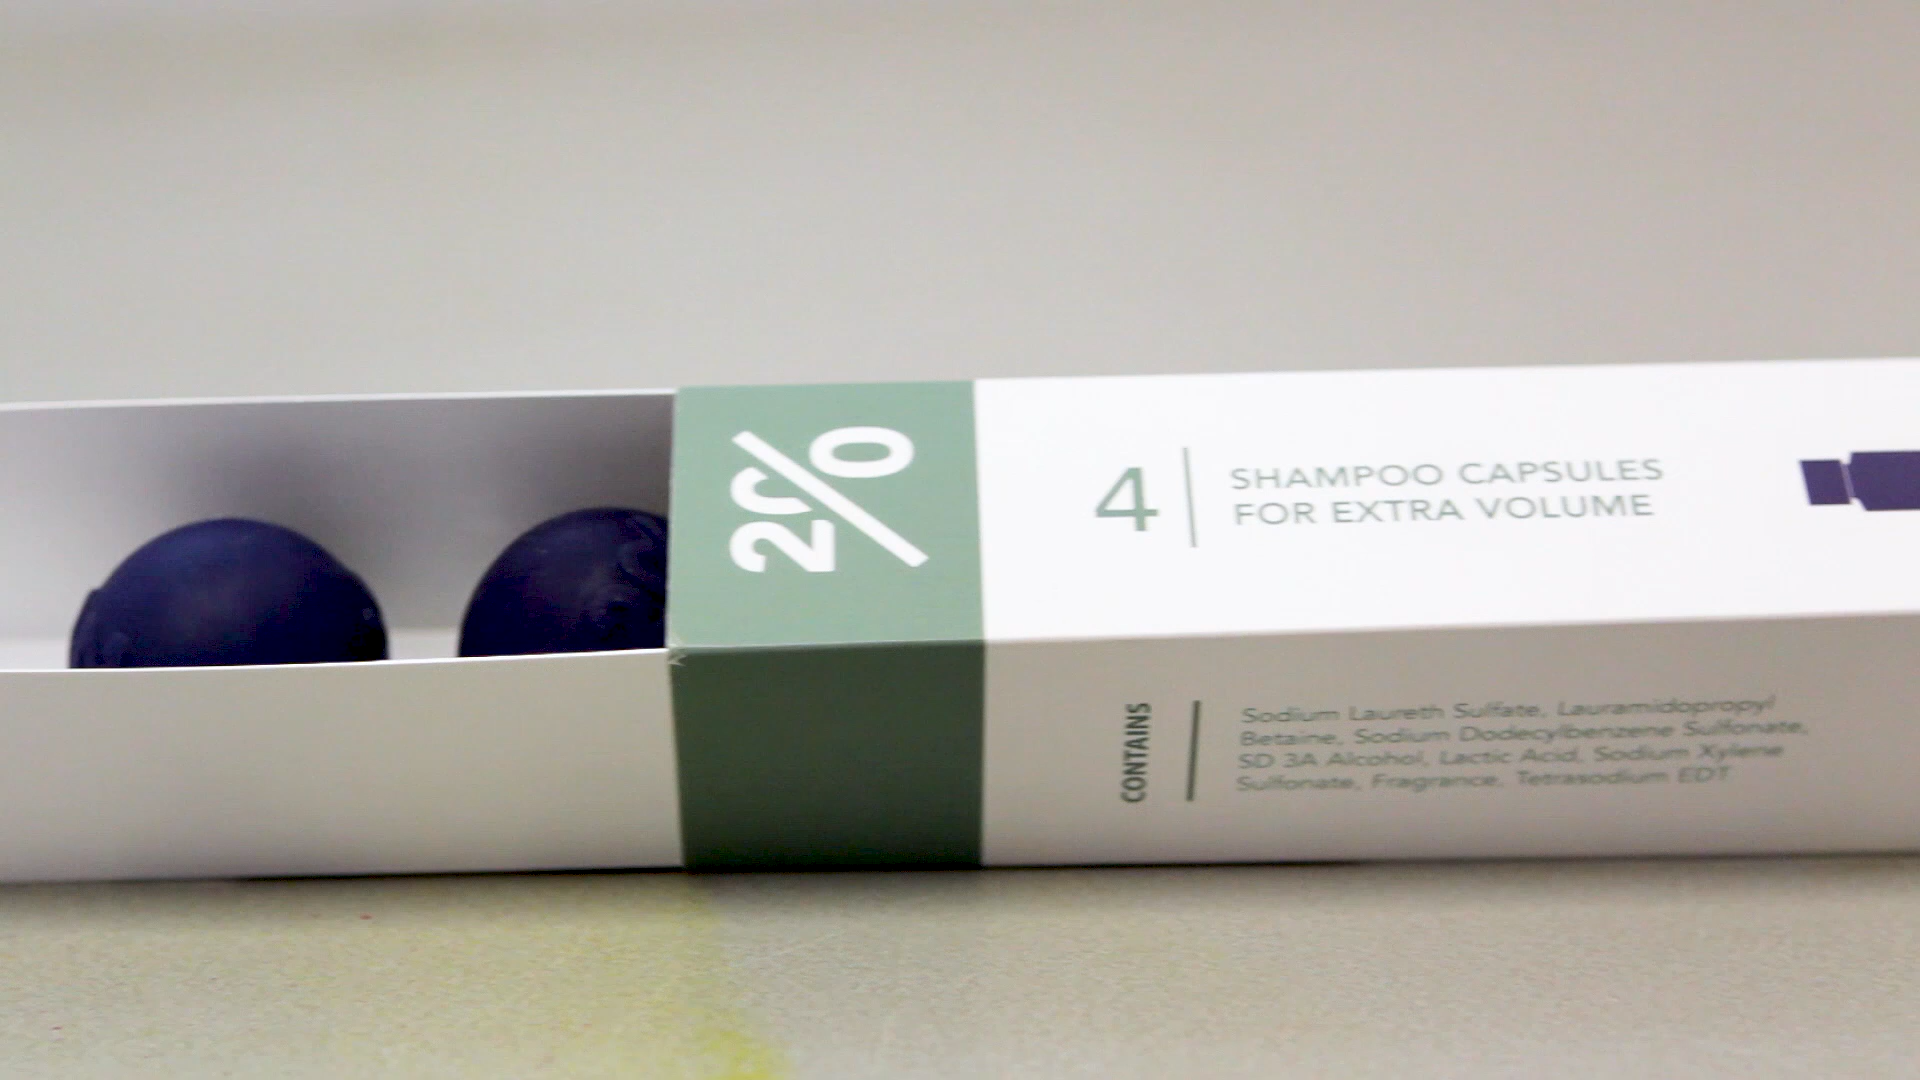 2%
4
SHAMPOO CAPSULES
FOR EXTRA VOLUME
CONTAINS
Sodium Laureth Sulfate, Lauramidopropyl
Betaine, Sodium Dodecylbenzene Sulfonate,
SD 3A Alcohol, Lactic Acid, Sodium Xylene
Sulfonate, Fragrance, Tetrasodium EDT